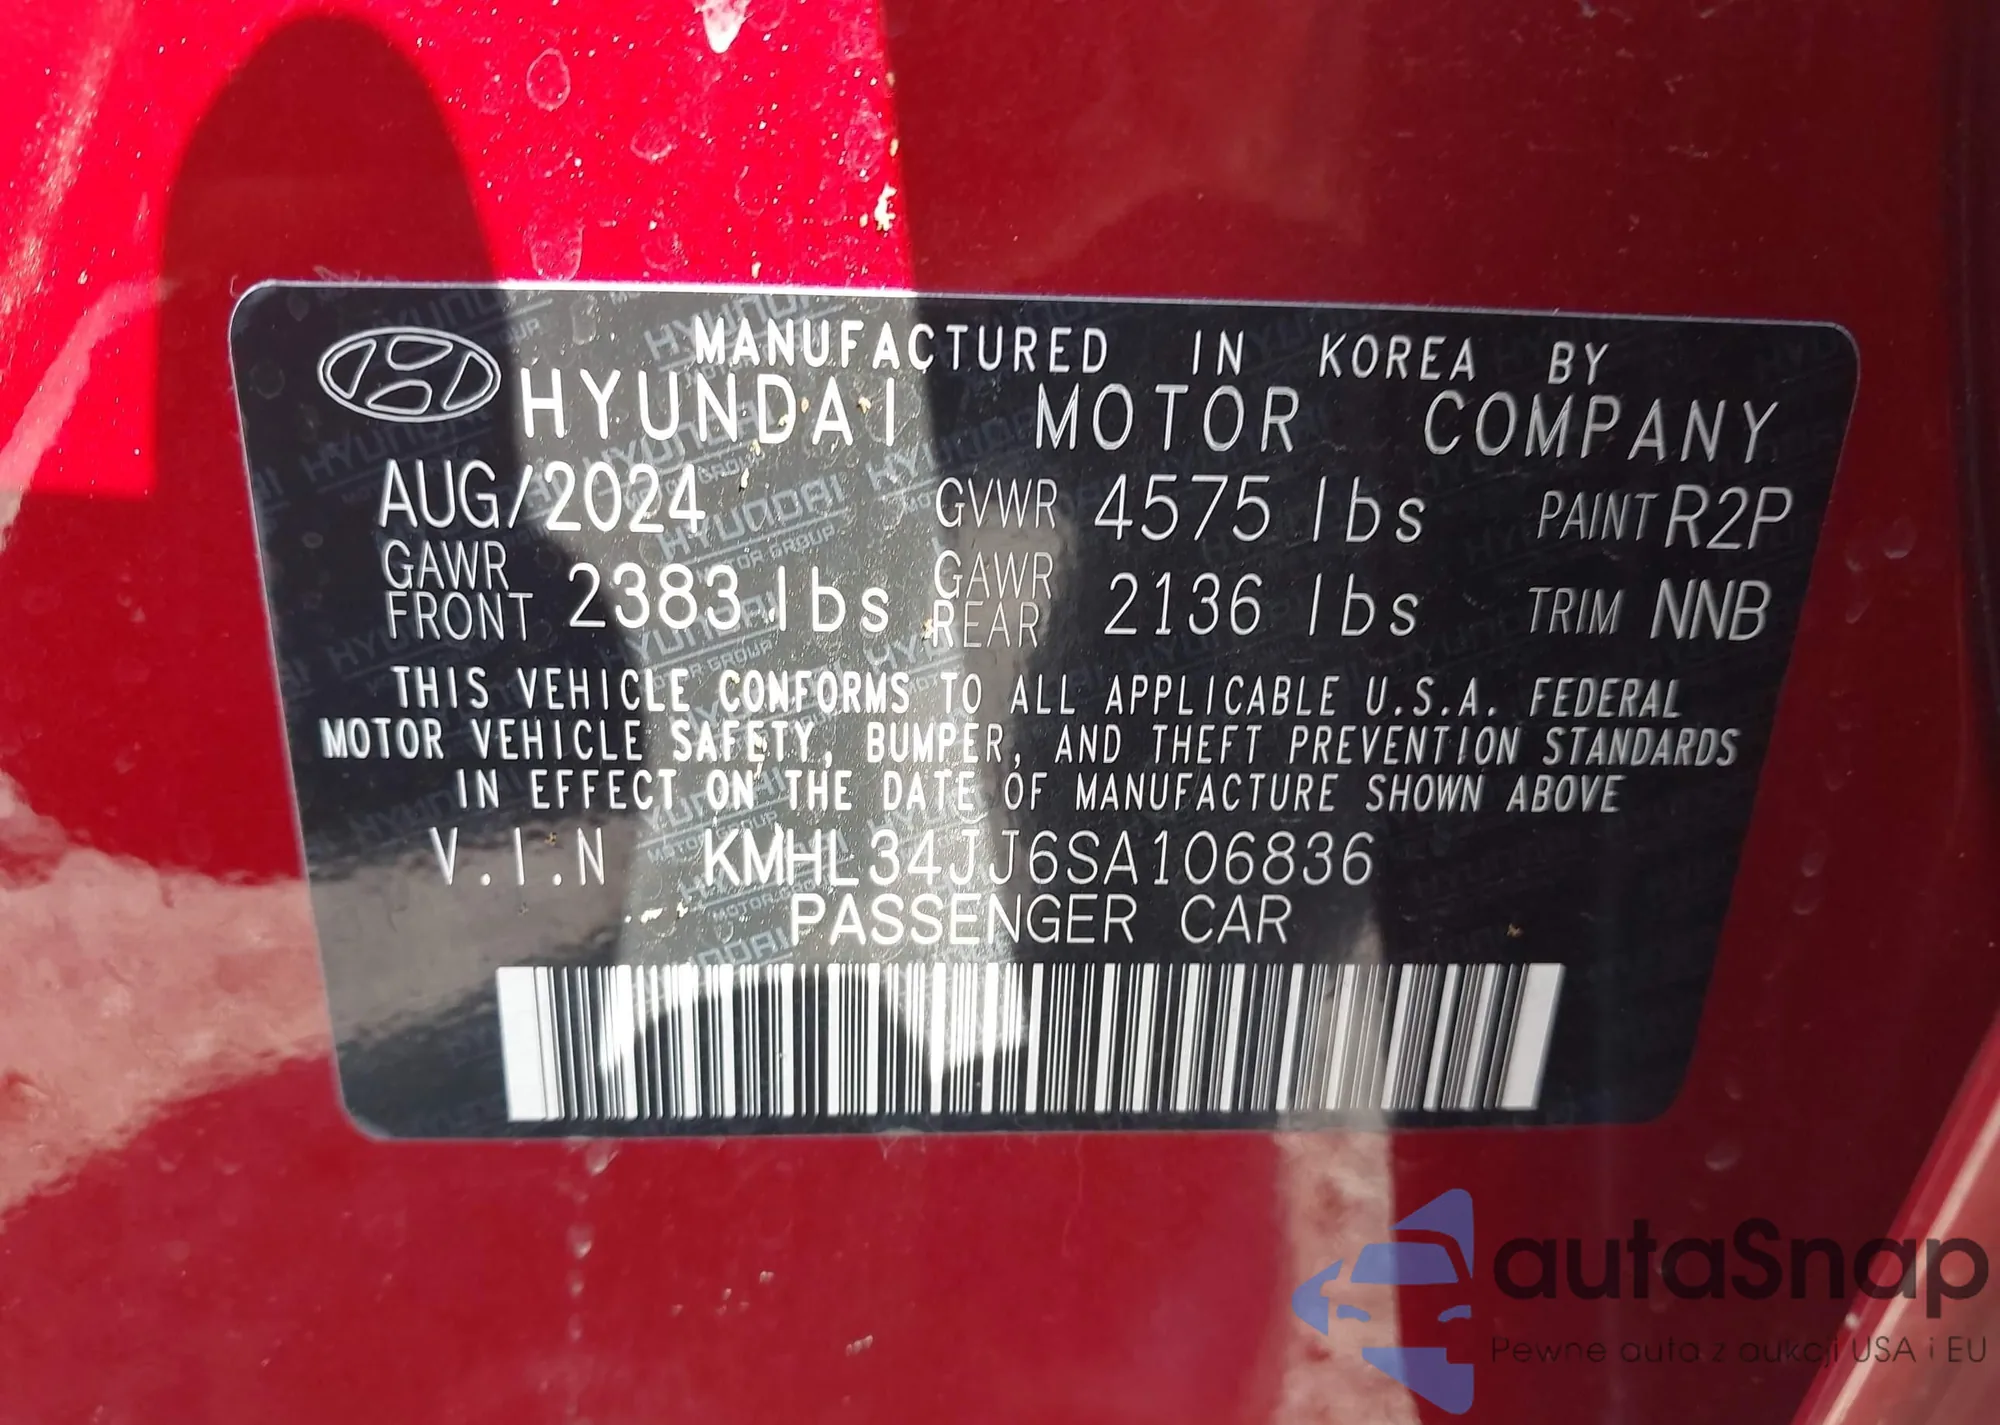 MANUFACTURED IN KOREA BY
HYUNDAI MOTOR COMPANY
AUG/2024 GVWR 4575 lbs PAINT R2P
GAWR FRONT 2383 lbs GAWR REAR 2136 lbs TRIM NNB
THIS VEHICLE CONFORMS TO ALL APPLICABLE U.S.A. FEDERAL
MOTOR VEHICLE SAFETY, BUMPER, AND THEFT PREVENTION STANDARDS
IN EFFECT ON THE DATE OF MANUFACTURE SHOWN ABOVE
V.I.N KMHL34JJ6SA106836
PASSENGER CAR
autaSnap
Pewne auta z aukcji USA i EU